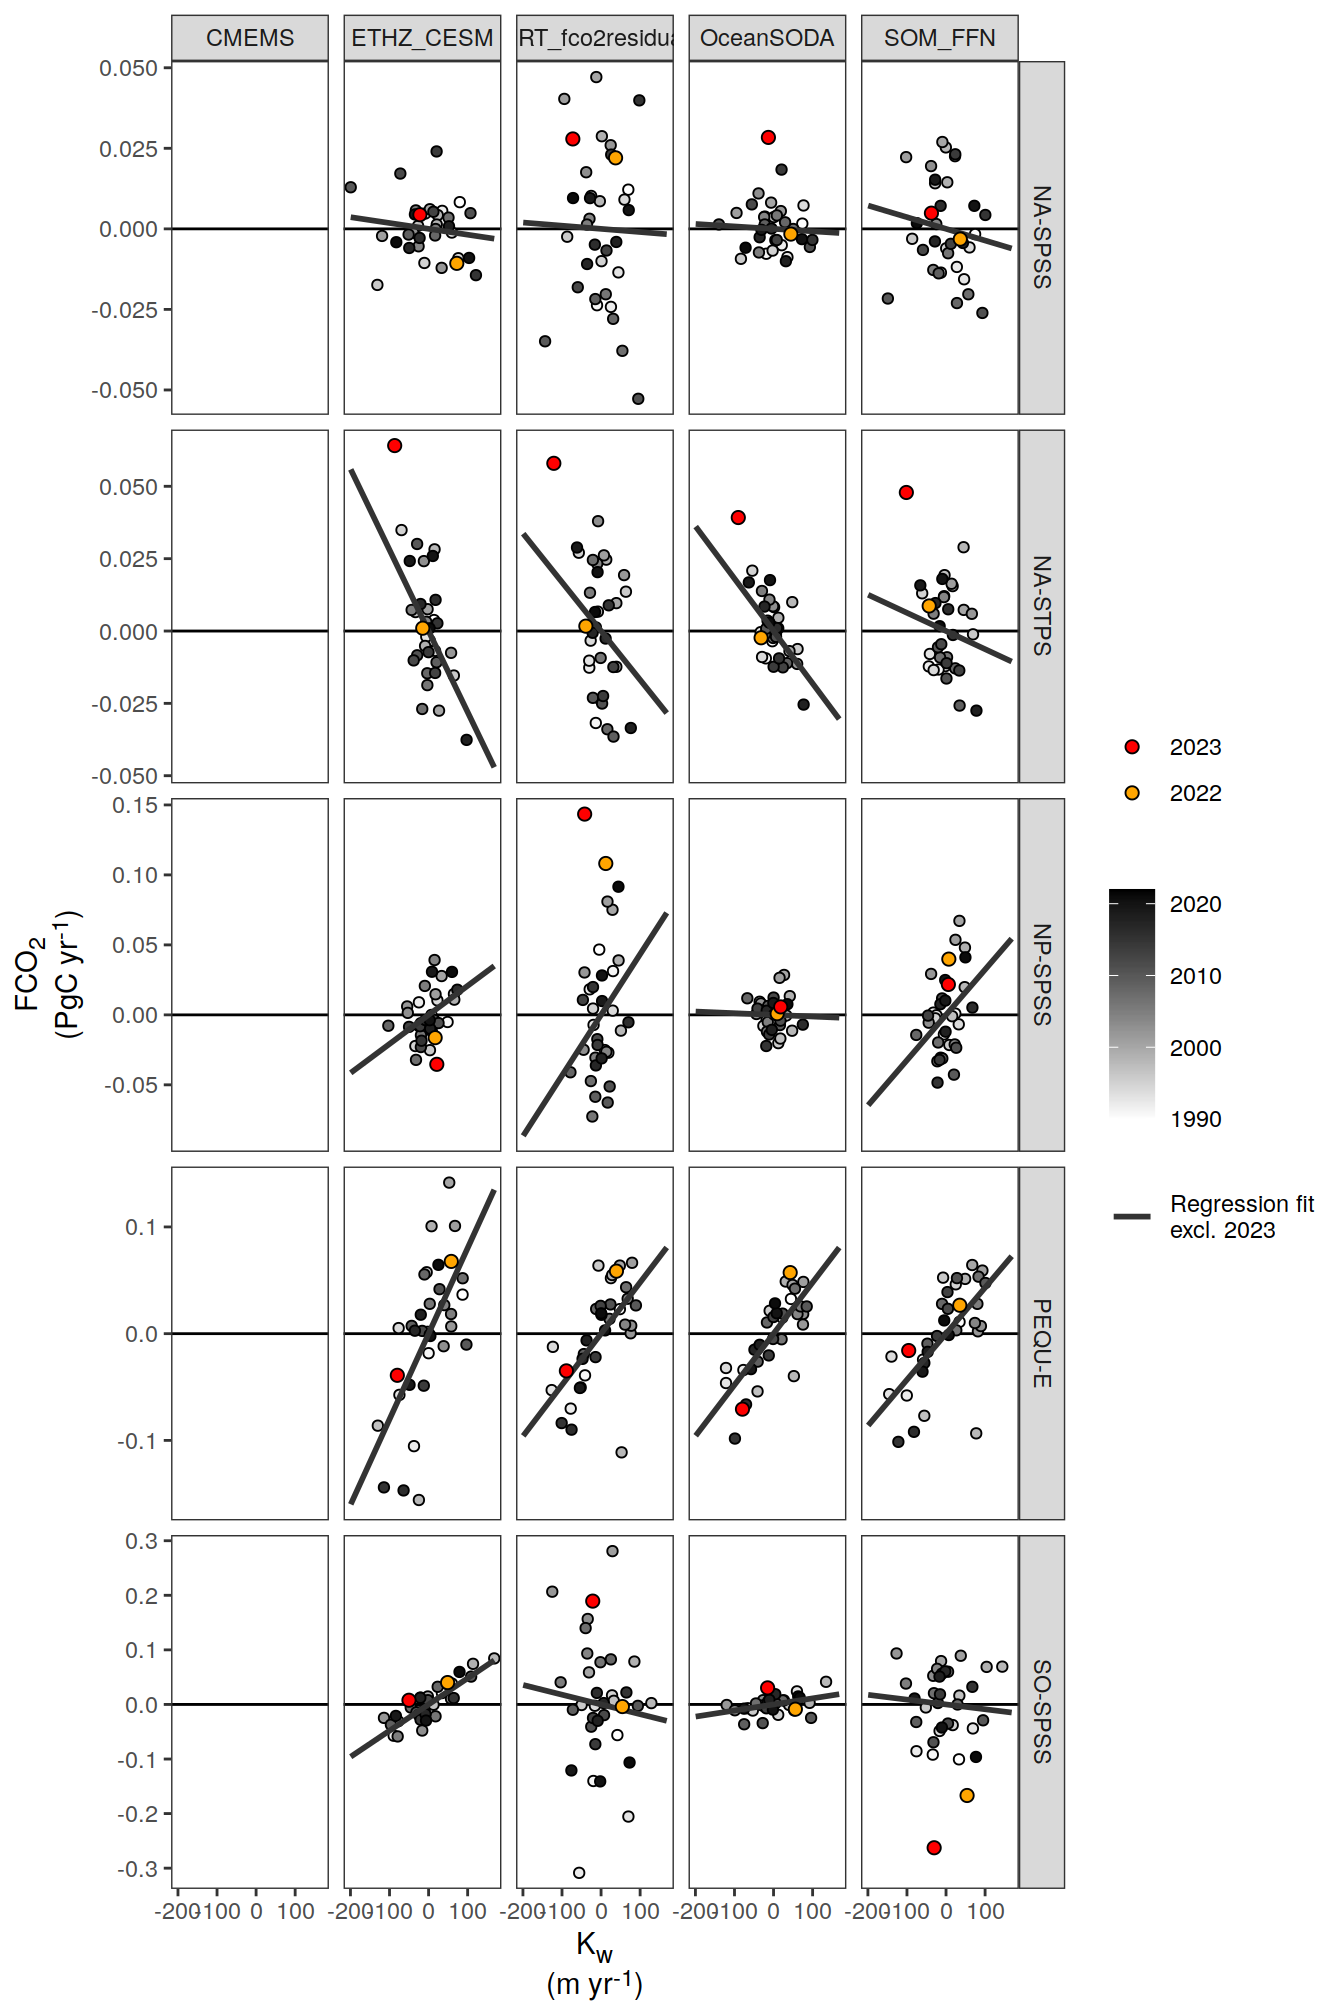 CMEMS ETHZ_CESM RT_fco2residua OceanSODA SOM_FFN
0.050
0.025
0.000
-0.025
-0.050
NA-SPSS
0.050
0.025
0.000
-0.025
-0.050
NA-STPS
0.15
0.10
0.05
0.00
-0.05
NP-SPSS
0.1
0.0
-0.1
PEQU-E
0.3
0.2
0.1
0.0
-0.1
-0.2
-0.3
SO-SPSS
FCO2
(PgC yr-1)
-200 -100 0 100 -200 -100 0 100 -200 -100 0 100 -200 -100 0 100 -200 -100 0 100
Kw
(m yr-1)
2023
2022
2020
2010
2000
1990
Regression fit
excl. 2023